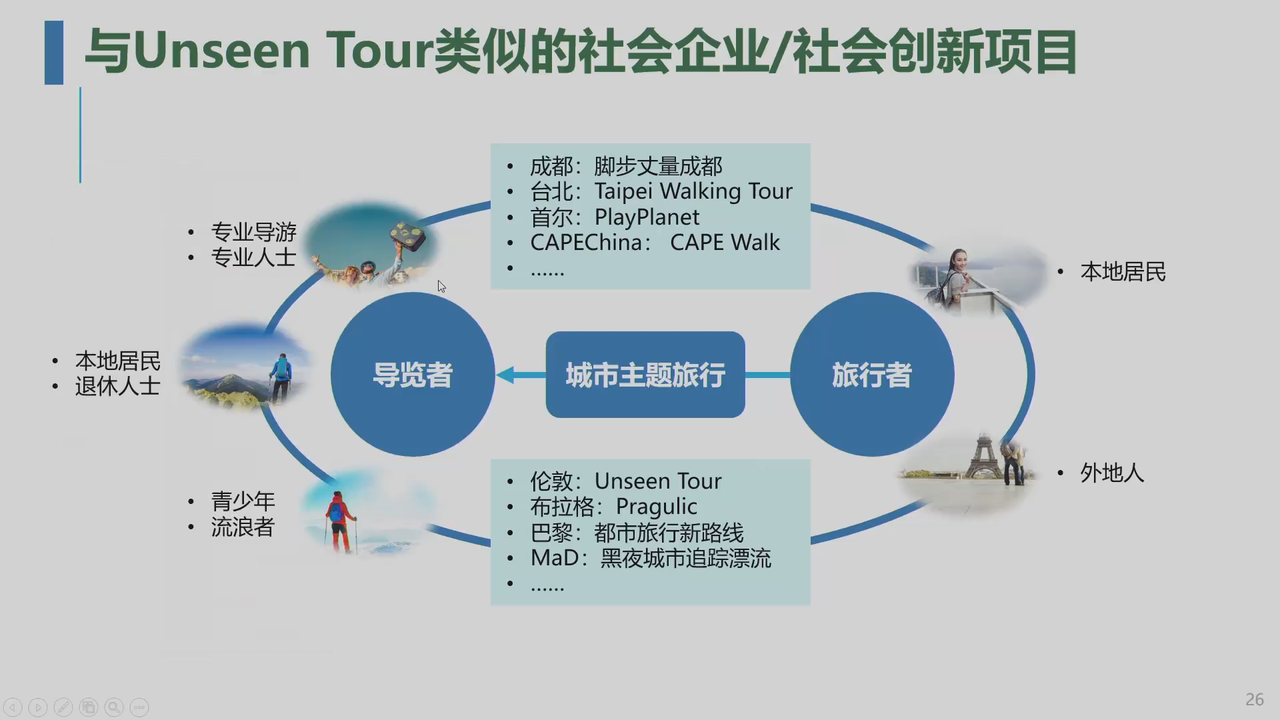 与Unseen Tour类似的社会企业/社会创新项目
• 成都：脚步丈量成都
• 台北：Taipei Walking Tour
• 首尔：PlayPlanet
• CAPEChina： CAPE Walk
• ......
• 专业导游
• 专业人士
• 本地居民
• 本地居民
• 退休人士
导览者
城市主题旅行
旅行者
• 青少年
• 流浪者
• 外地人
• 伦敦：Unseen Tour
• 布拉格：Pragulic
• 巴黎：都市旅行新路线
• MaD：黑夜城市追踪漂流
• ......
26